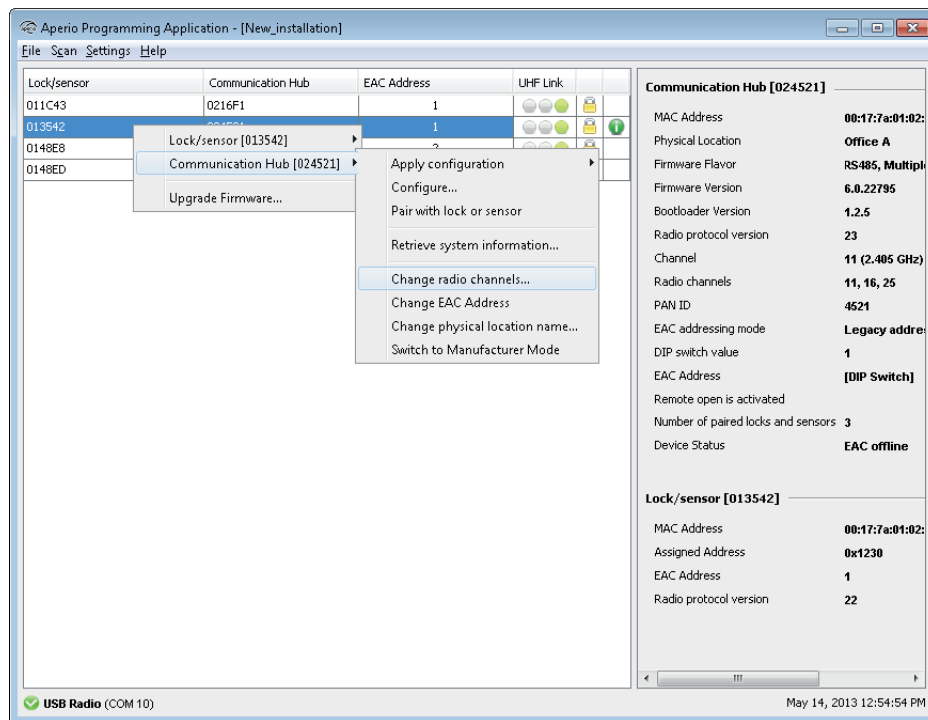 Aperio Programming Application - [New_installation]
File Scan Settings Help
Lock/sensor Communication Hub EAC Address UHF Link
011C43 0216F1 1
013542 1
0148E8
0148ED
Lock/sensor [013542]
Communication Hub [024521]
Upgrade Firmware...
Apply configuration
Configure...
Pair with lock or sensor
Retrieve system information...
Change radio channels...
Change EAC Address
Change physical location name...
Switch to Manufacturer Mode
Communication Hub [024521]
MAC Address 00:17:7a:01:02:
Physical Location Office A
Firmware Flavor RS485, Multipl
Firmware Version 6.0.22795
Bootloader Version 1.2.5
Radio protocol version 23
Channel 11 (2.405 GHz)
Radio channels 11, 16, 25
PAN ID 4521
EAC addressing mode Legacy addre
DIP switch value 1
EAC Address [DIP Switch]
Remote open is activated
Number of paired locks and sensors 3
Device Status EAC offline
Lock/sensor [013542]
MAC Address 00:17:7a:01:02:
Assigned Address 0x1230
EAC Address 1
Radio protocol version 22
USB Radio (COM 10)
May 14, 2013 12:54:54 PM